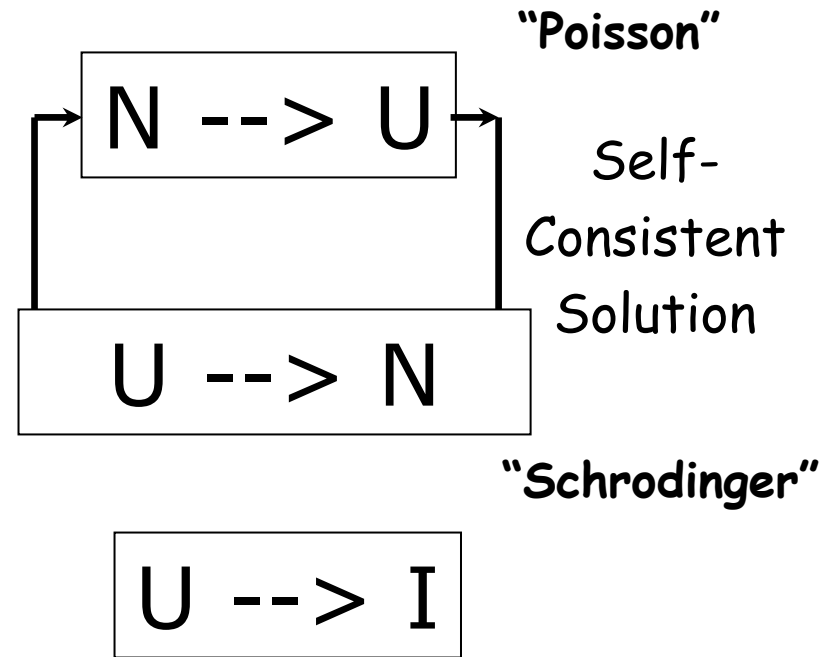 “Poisson”
N --> U
Self-
Consistent
Solution
U --> N
“Schrodinger”
U --> I